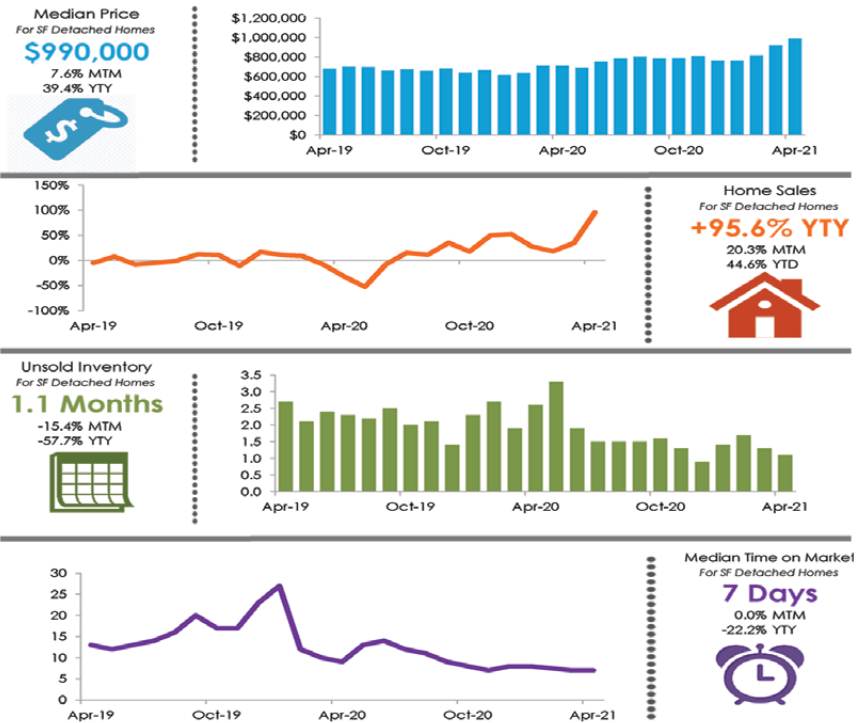 Median Price
For SF Detached Homes
$990,000
7.6% MTM
39.4% YTY
$
$1,200,000
$1,000,000
$800,000
$600,000
$400,000
$200,000
$0
Apr-19 Oct-19 Apr-20 Oct-20 Apr-21
150%
100%
50%
0%
-50%
-100%
Apr-19 Oct-19 Apr-20 Oct-20 Apr-21
Home Sales
For SF Detached Homes
+95.6% YTY
20.3% MTM
44.6% YTD
Unsold Inventory
For SF Detached Homes
1.1 Months
-15.4% MTM
-57.7% YTY
3.5
3.0
2.5
2.0
1.5
1.0
0.5
0.0
Apr-19 Oct-19 Apr-20 Oct-20 Apr-21
30
25
20
15
10
5
0
Apr-19 Oct-19 Apr-20 Oct-20 Apr-21
Median Time on Market
For SF Detached Homes
7 Days
0.0% MTM
-22.2% YTY